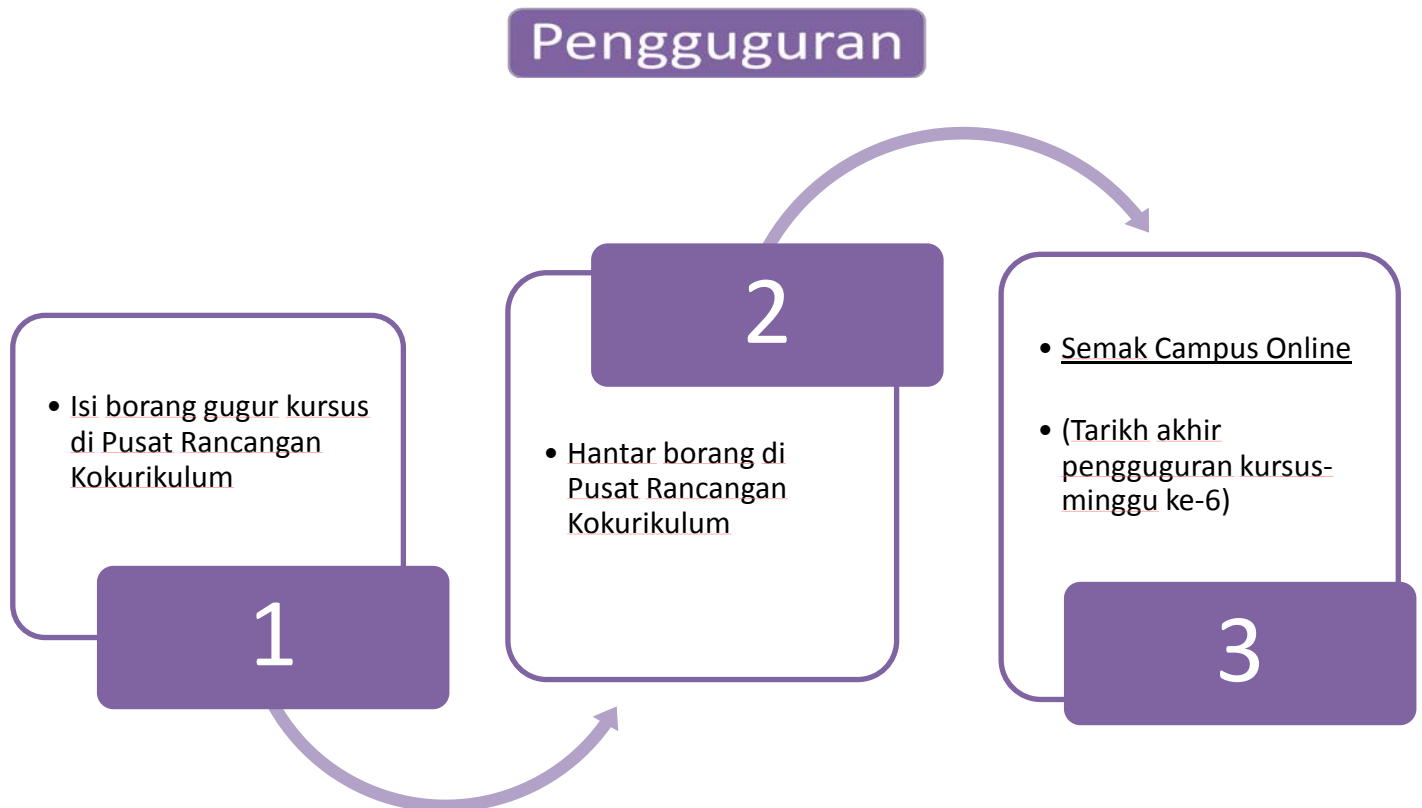 Pengguguran
• Isi borang gugur kursus
di Pusat Rancangan
Kokurikulum
1
2
• Hantar borang di
Pusat Rancangan
Kokurikulum
• Semak Campus Online
• (Tarikh akhir
pengguguran kursus-
minggu ke-6)
3